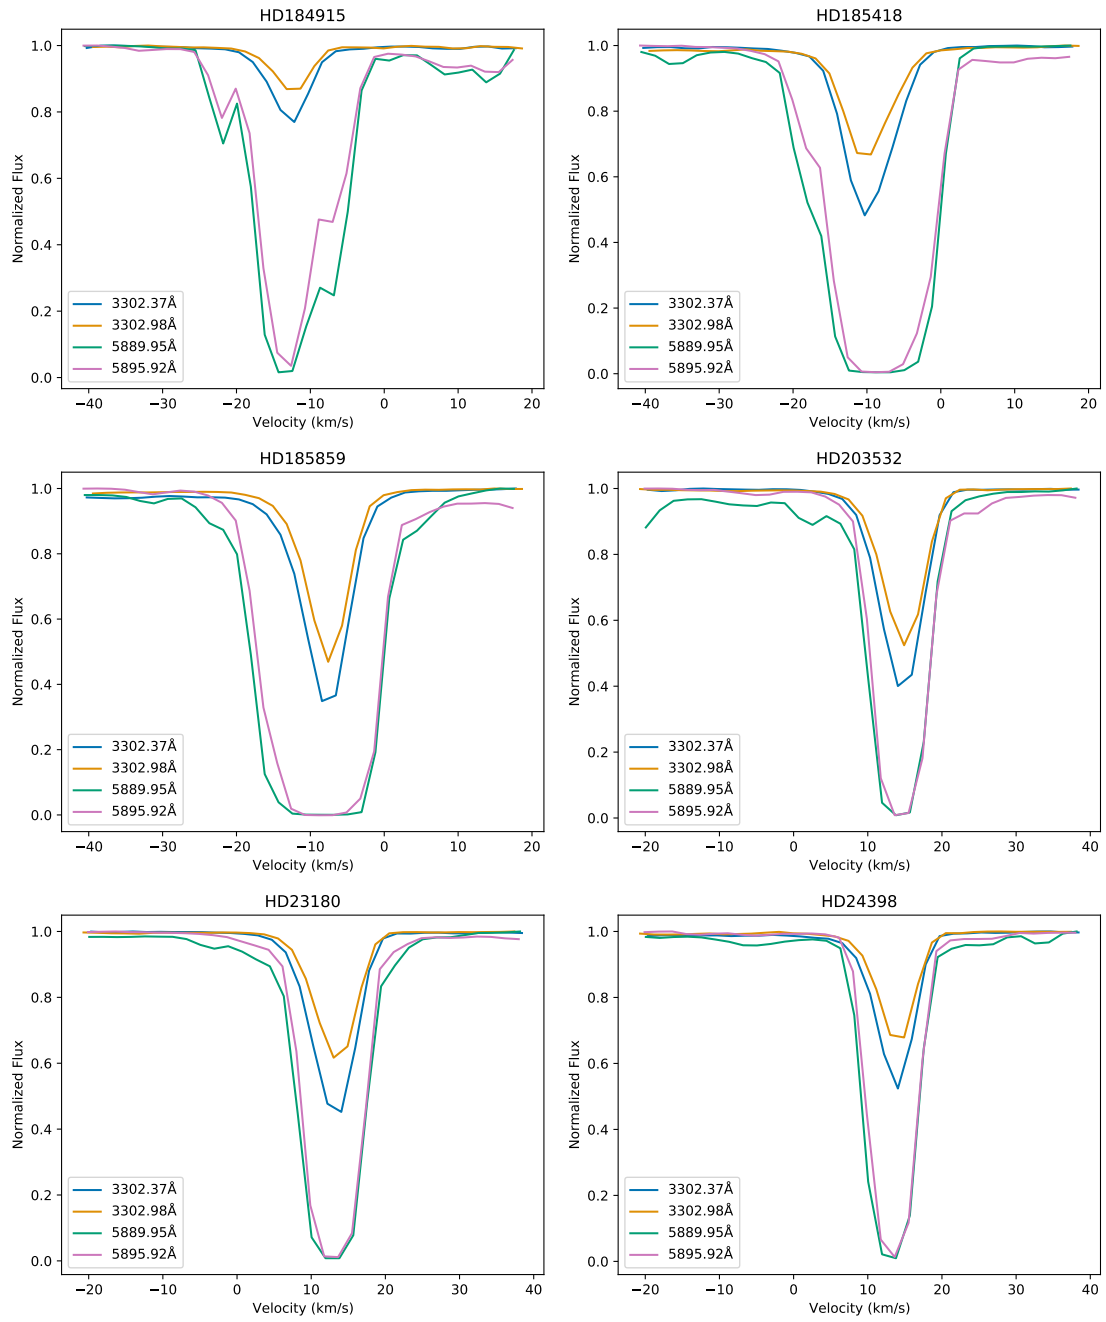 HD184915
Normalized Flux
1.0
0.8
0.6
0.4
0.2
0.0
3302.37Å
3302.98Å
5889.95Å
5895.92Å
−40 −30 −20 −10 0 10 20
Velocity (km/s)
HD185418
Normalized Flux
1.0
0.8
0.6
0.4
0.2
0.0
3302.37Å
3302.98Å
5889.95Å
5895.92Å
−40 −30 −20 −10 0 10 20
Velocity (km/s)
HD185859
Normalized Flux
1.0
0.8
0.6
0.4
0.2
0.0
3302.37Å
3302.98Å
5889.95Å
5895.92Å
−40 −30 −20 −10 0 10 20
Velocity (km/s)
HD203532
Normalized Flux
1.0
0.8
0.6
0.4
0.2
0.0
3302.37Å
3302.98Å
5889.95Å
5895.92Å
−20 −10 0 10 20 30 40
Velocity (km/s)
HD23180
Normalized Flux
1.0
0.8
0.6
0.4
0.2
0.0
3302.37Å
3302.98Å
5889.95Å
5895.92Å
−20 −10 0 10 20 30 40
Velocity (km/s)
HD24398
Normalized Flux
1.0
0.8
0.6
0.4
0.2
0.0
3302.37Å
3302.98Å
5889.95Å
5895.92Å
−20 −10 0 10 20 30 40
Velocity (km/s)